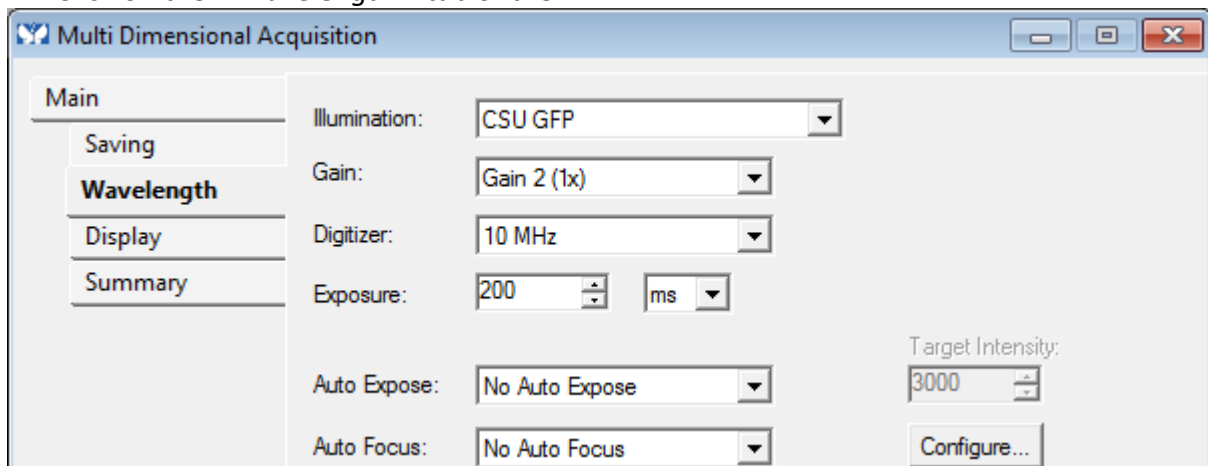 Multi Dimensional Acquisition
Main
Saving
Wavelength
Display
Summary
Illumination: CSU GFP
Gain: Gain 2 (1x)
Digitizer: 10 MHz
Exposure: 200 ms
Target Intensity:
Auto Expose: No Auto Expose 3000
Auto Focus: No Auto Focus Configure...